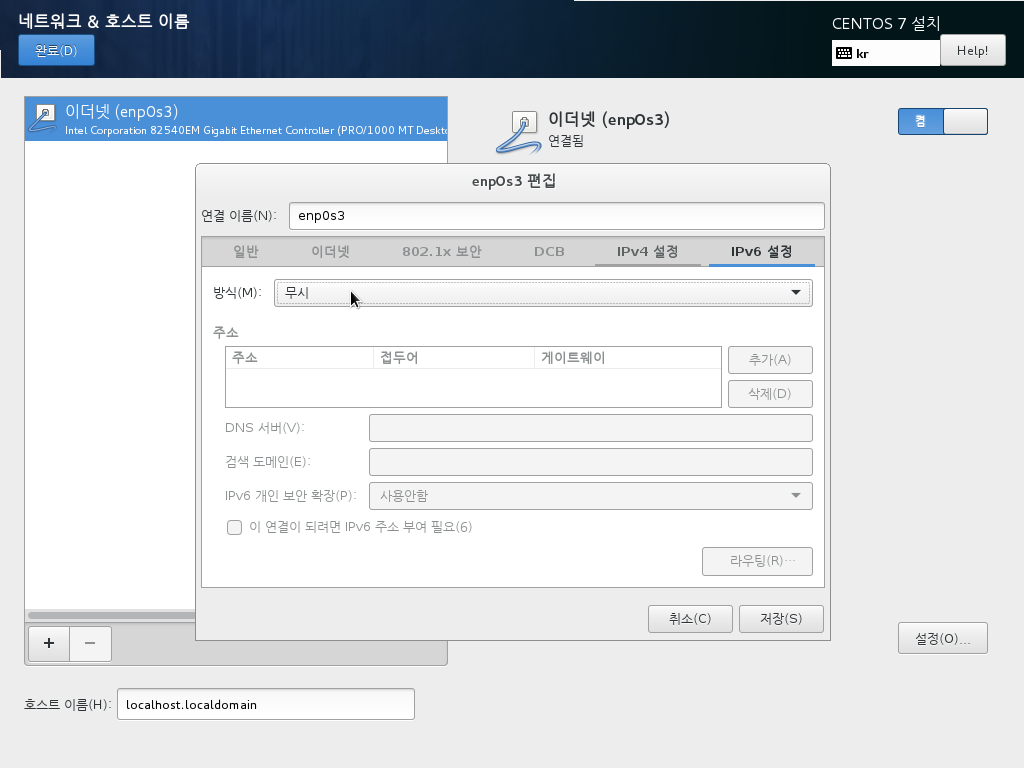 네트워크 & 호스트 이름
CENTOS 7 설치
완료(D)
kr
Help!
이더넷 (enp0s3)
Intel Corporation 82540EM Gigabit Ethernet Controller (PRO/1000 MT Deskto
이더넷 (enp0s3)
연결됨
켬
enp0s3 편집
연결 이름(N): enp0s3
일반 이더넷 802.1x 보안 DCB IPv4 설정 IPv6 설정
방식(M): 무시
주소
주소 접두어 게이트웨이
추가(A)
삭제(D)
DNS 서버(V):
검색 도메인(E):
IPv6 개인 보안 확장(P): 사용안함
이 연결이 되려면 IPv6 주소 부여 필요(6)
라우팅(R)…
취소(C) 저장(S)
+ −
설정(O)...
호스트 이름(H): localhost.localdomain